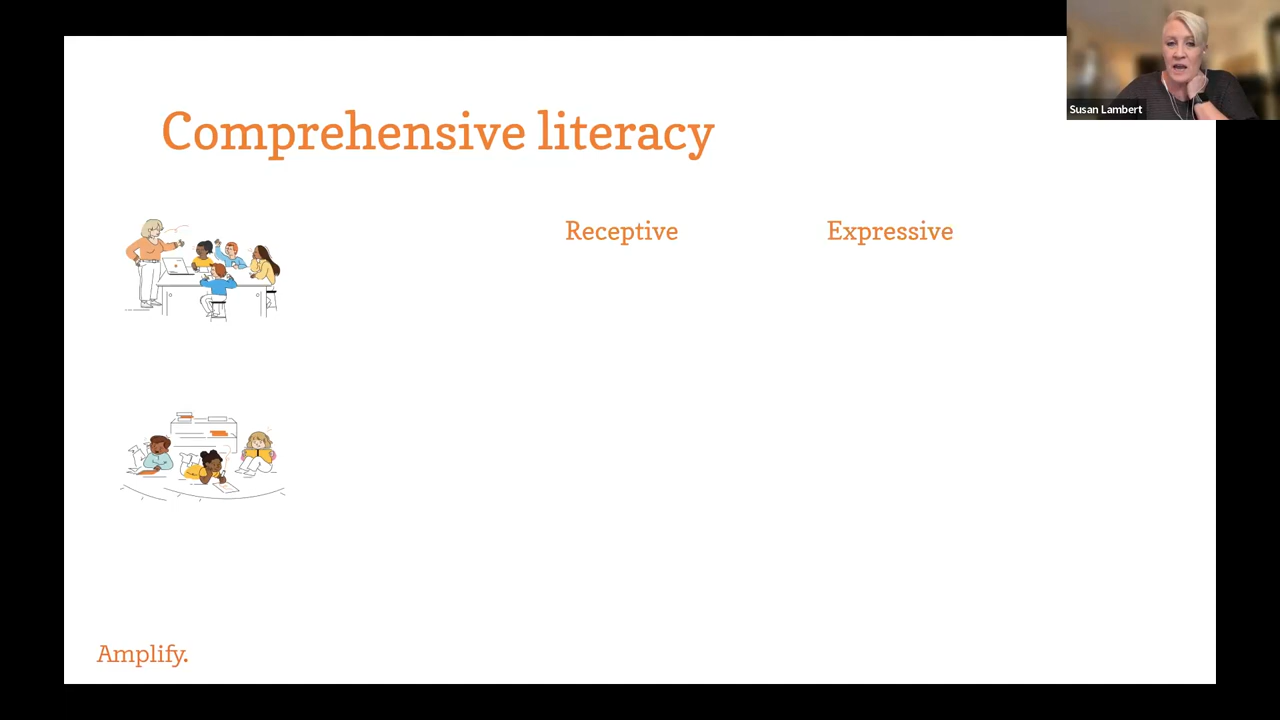 Susan Lambert
Comprehensive literacy
Receptive Expressive
Amplify.